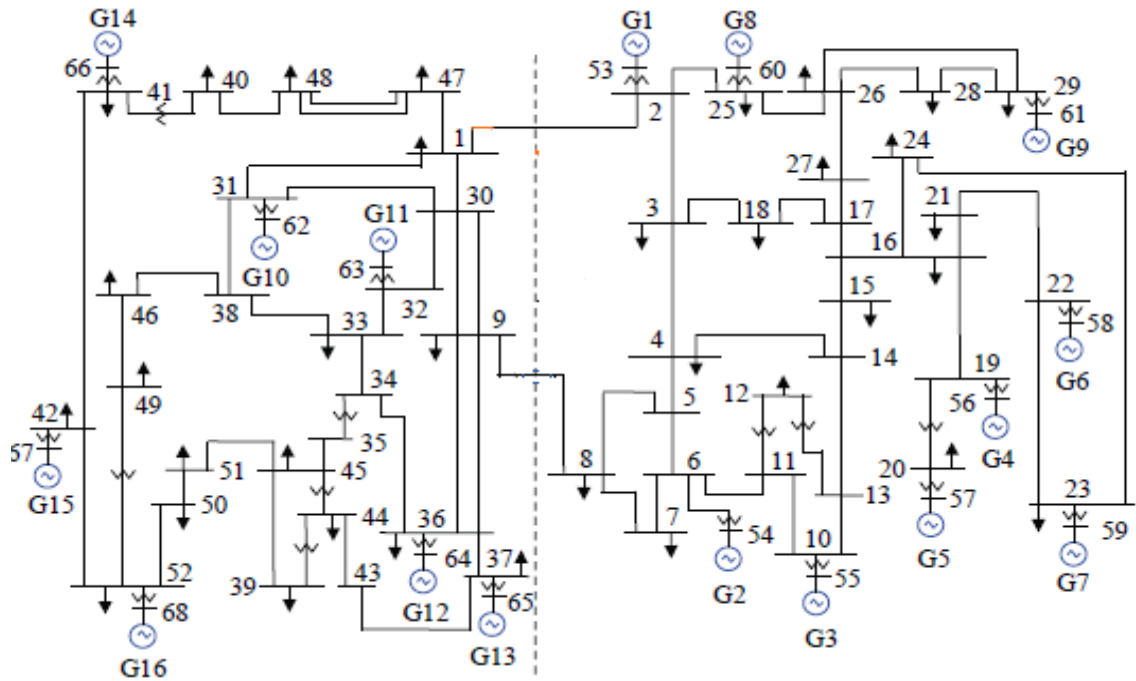 G14 G1 G8
66 41 40 48 47 53 2 25 60 26 28 29
61
1 24 G9
31 30 27 21
62 G11 3 18 17
G10 63 16
46 38 33 32 9 15 22
58
34 4 14 19 G6
49 5 12 56
42 35 G4
67 51 45 8 6 11 20 23
G15 50 44 36 7 54 10 13 57 59
52 39 43 64 37 G2 55 G5 G7
68 G12 65 G3
G16 G13